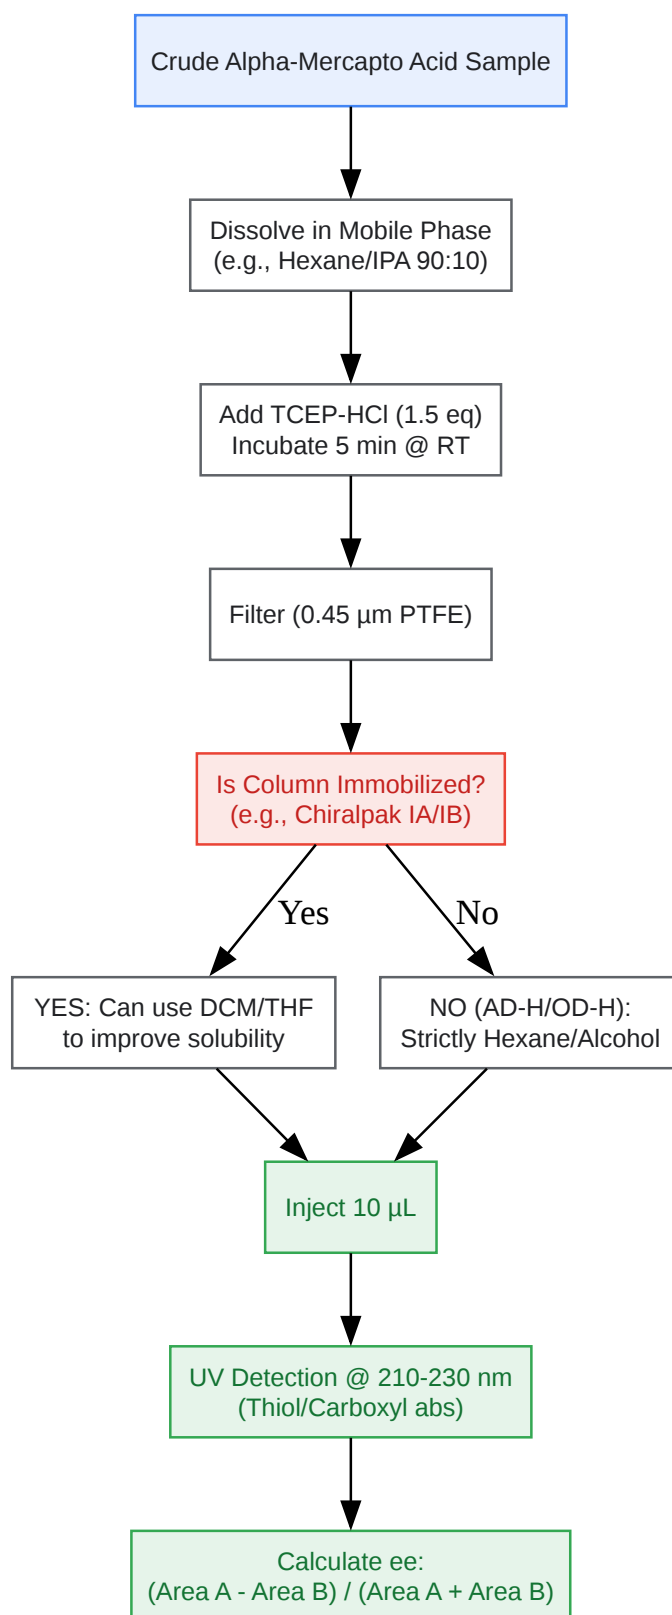 Crude Alpha-Mercapto Acid Sample
Dissolve in Mobile Phase
(e.g., Hexane/IPA 90:10)
Add TCEP-HCl (1.5 eq)
Incubate 5 min @ RT
Filter (0.45 µm PTFE)
Is Column Immobilized?
(e.g., Chiralpak IA/IB)
Yes
No
YES: Can use DCM/THF
to improve solubility
NO (AD-H/OD-H):
Strictly Hexane/Alcohol
Inject 10 µL
UV Detection @ 210-230 nm
(Thiol/Carboxyl abs)
Calculate ee:
(Area A - Area B) / (Area A + Area B)